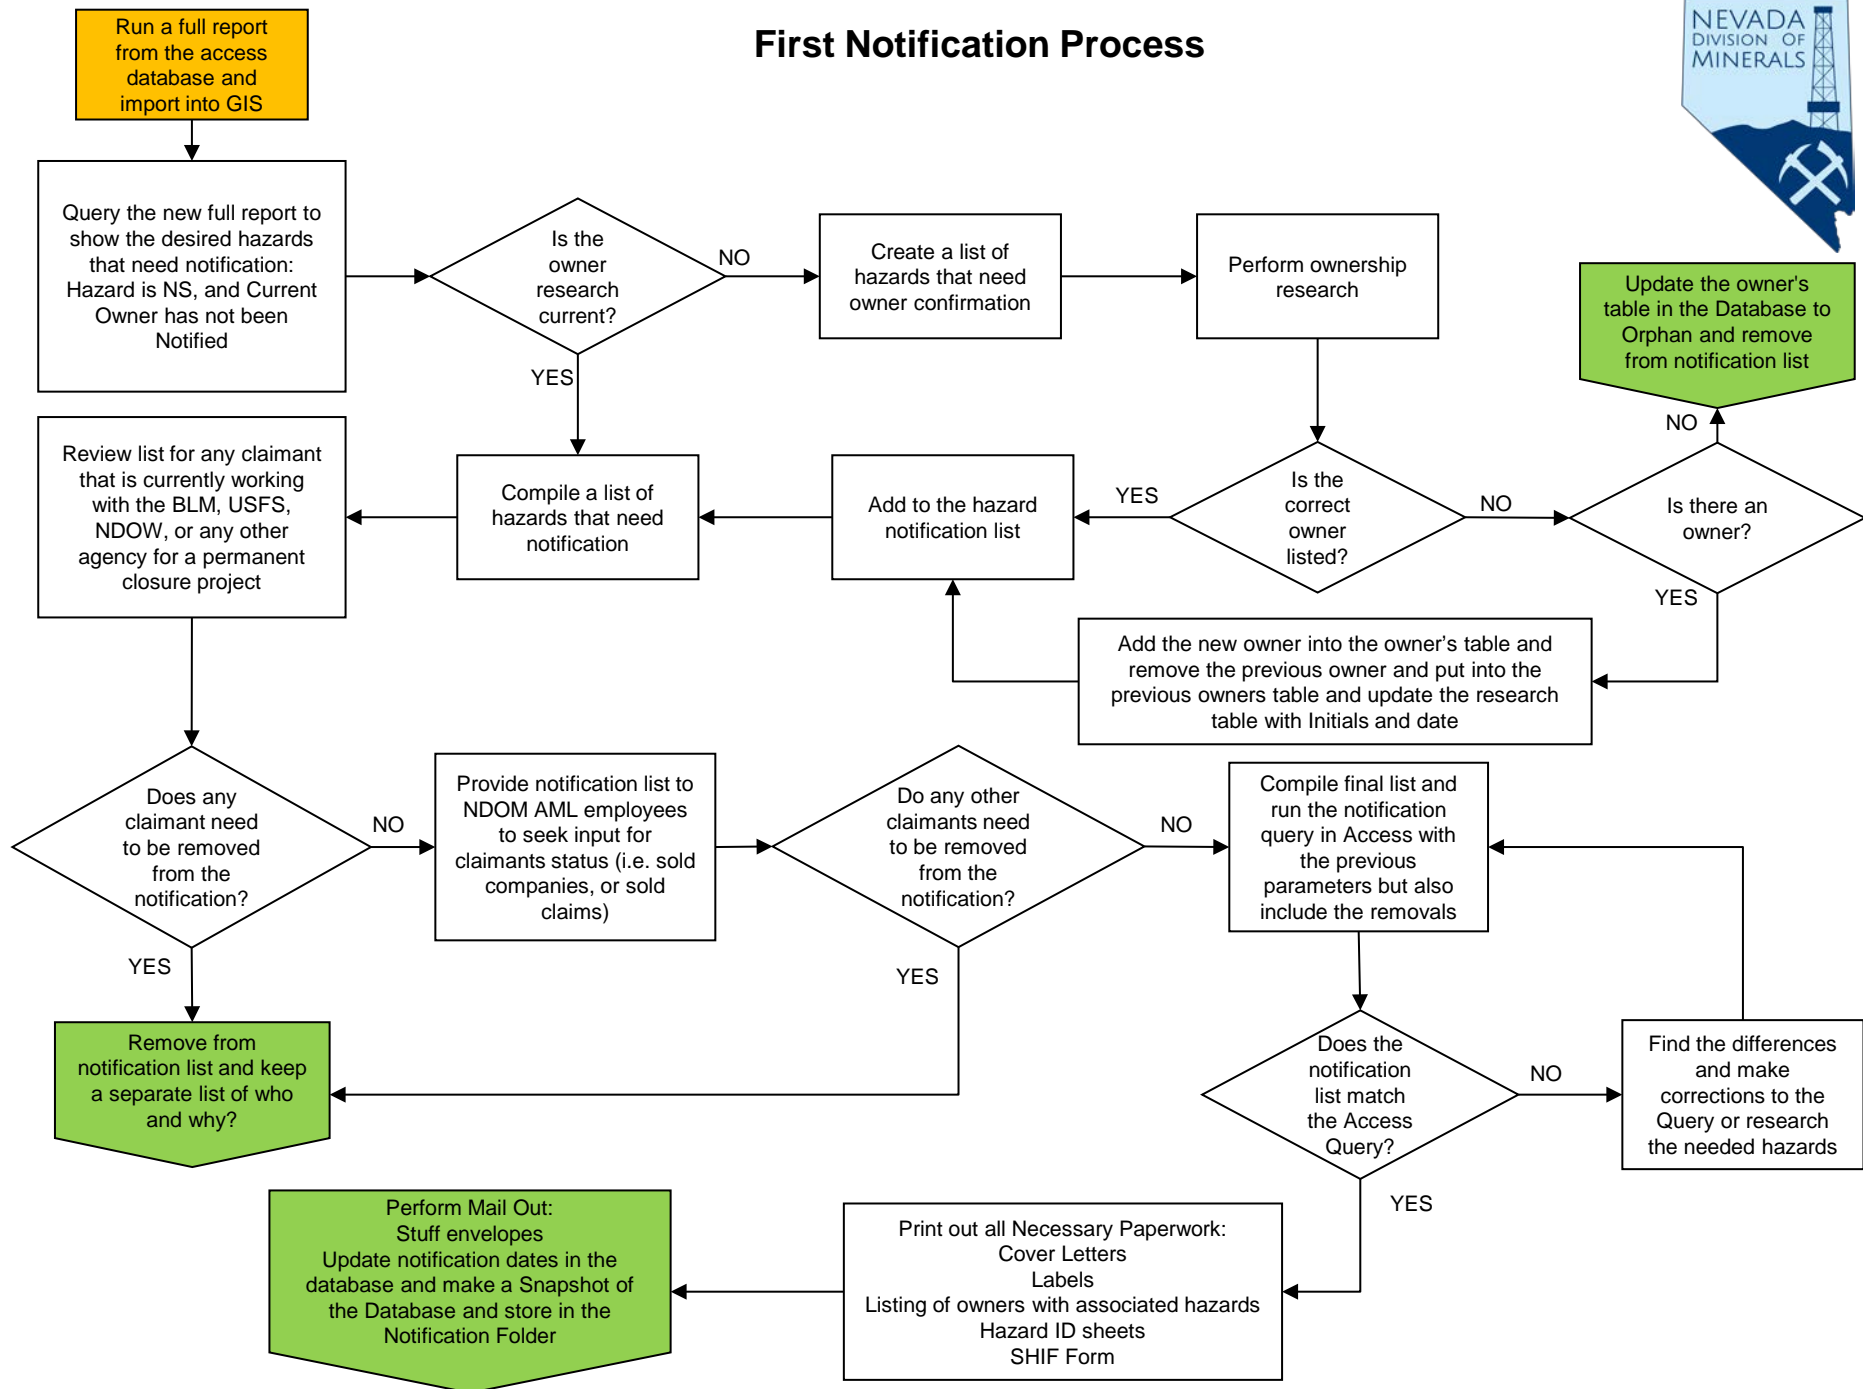 Run a full report
from the access
database and
import into GIS
First Notification Process
NEVADA
DIVISION OF
MINERALS
Query the new full report to
show the desired hazards
that need notification:
Hazard is NS, and Current
Owner has not been
Notified
Is the
owner
research
current?
NO
YES
Create a list of
hazards that need
owner confirmation
Perform ownership
research
Update the owner's
table in the Database to
Orphan and remove
from notification list
NO
Review list for any claimant
that is currently working
with the BLM, USFS,
NDOW, or any other
agency for a permanent
closure project
Compile a list of
hazards that need
notification
Add to the hazard
notification list
YES
Is the
correct
owner
listed?
NO
Is there an
owner?
YES
Add the new owner into the owner’s table and
remove the previous owner and put into the
previous owners table and update the research
table with Initials and date
Does any
claimant need
to be removed
from the
notification?
NO
YES
Provide notification list to
NDOM AML employees
to seek input for
claimants status (i.e. sold
companies, or sold
claims)
Do any other
claimants need
to be removed
from the
notification?
NO
YES
Compile final list and
run the notification
query in Access with
the previous
parameters but also
include the removals
Remove from
notification list and keep
a separate list of who
and why?
Does the
notification
list match
the Access
Query?
NO
YES
Find the differences
and make
corrections to the
Query or research
the needed hazards
Perform Mail Out:
Stuff envelopes
Update notification dates in the
database and make a Snapshot of
the Database and store in the
Notification Folder
Print out all Necessary Paperwork:
Cover Letters
Labels
Listing of owners with associated hazards
Hazard ID sheets
SHIF Form